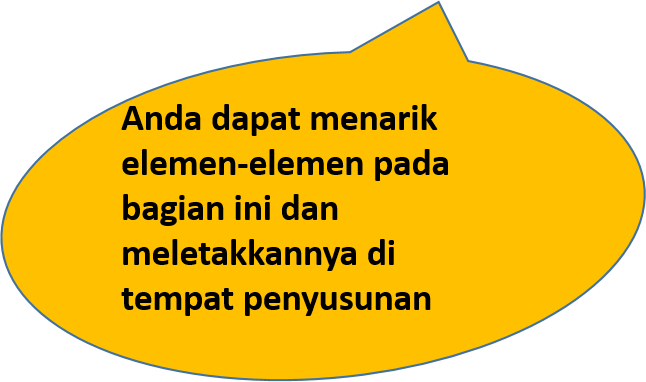 Anda dapat menarik
elemen-elemen pada
bagian ini dan
meletakkannya di
tempat penyusunan